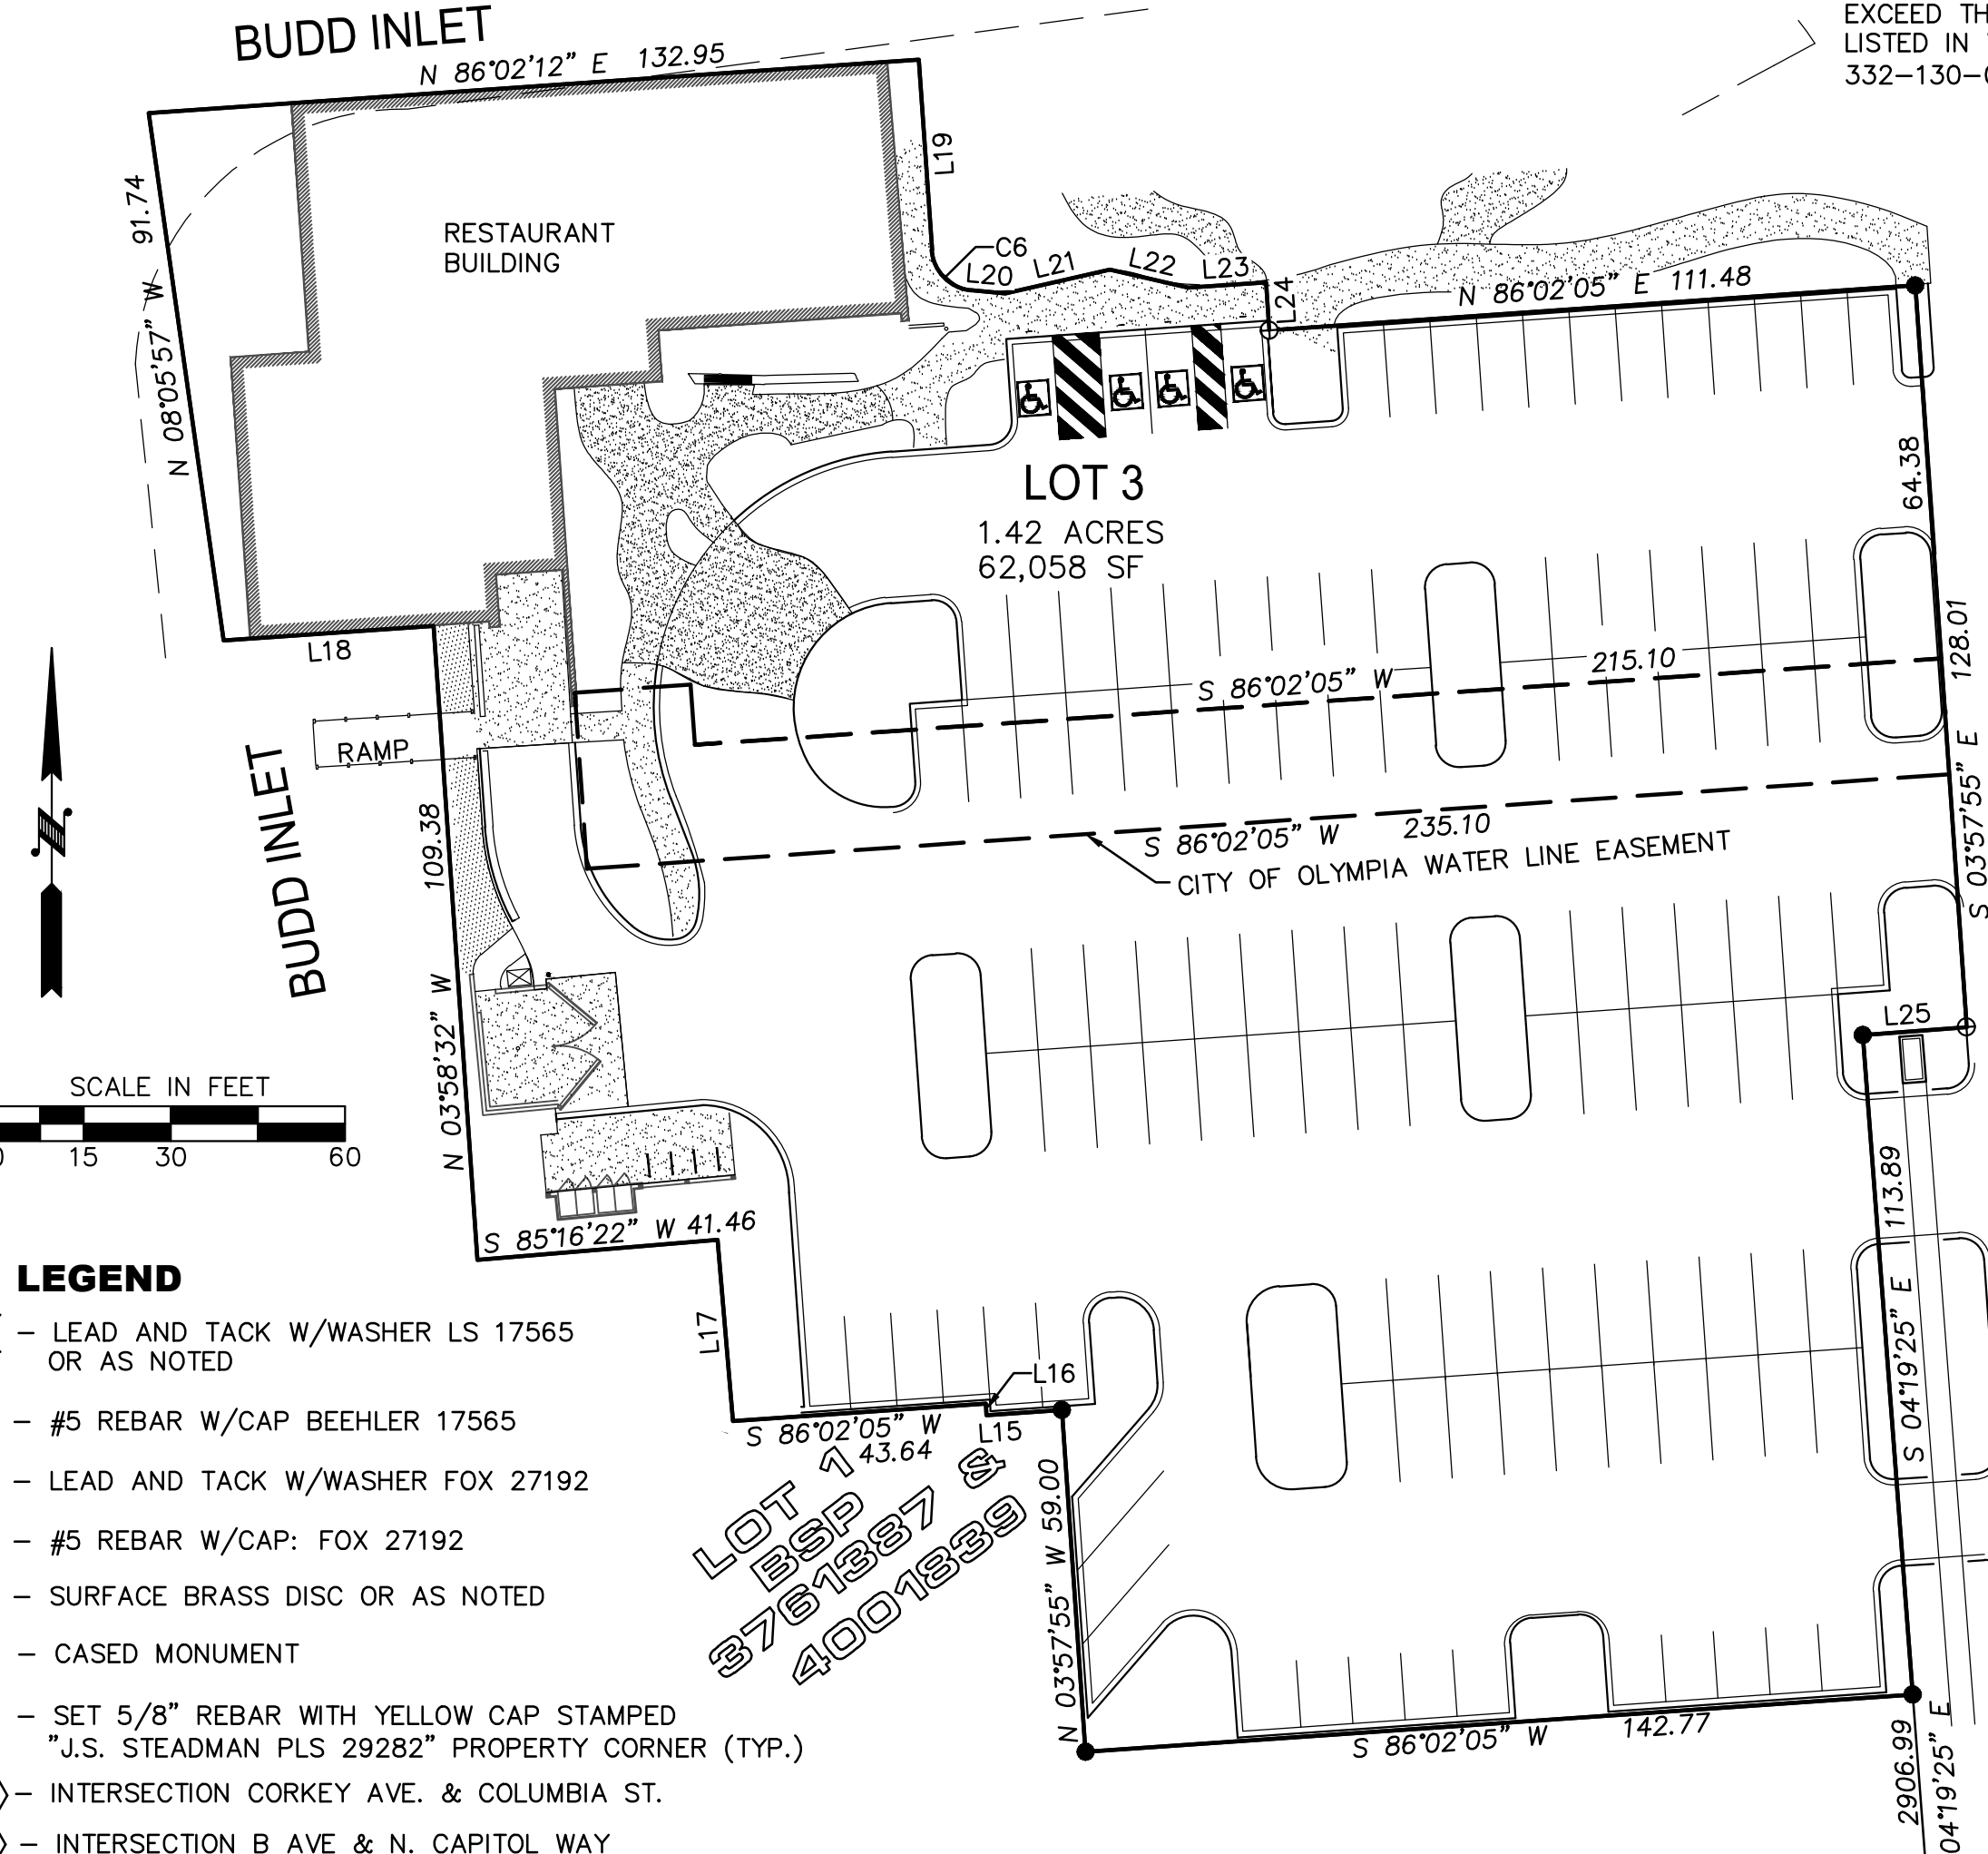 BUDD INLET
N 86°02'12" E 132.95
EXCEED TH
LISTED IN
332-130-
L19
91.74
N 08°05'57" W
RESTAURANT
BUILDING
C6
L20
L21
L22
L23
L24
N 86°02'05" E 111.48
64.38
LOT 3
1.42 ACRES
62,058 SF
L18
128.01
S 03°57'55" E
S 86°02'05" W
215.10
RAMP
BUDD INLET
109.38
N 03°58'32" W
S 86°02'05" W 235.10
CITY OF OLYMPIA WATER LINE EASEMENT
L25
SCALE IN FEET
0 15 30 60
113.89
S 04°19'25" E
S 85°16'22" W 41.46
L17
L16
S 86°02'05" W
43.64
L15
LOT 1
BSP
3761387 &
4001839
N 03°57'55" W 59.00
S 86°02'05" W 142.77
2906.99
04°19'25" E
LEGEND
- LEAD AND TACK W/WASHER LS 17565
OR AS NOTED
- #5 REBAR W/CAP BEEHLER 17565
- LEAD AND TACK W/WASHER FOX 27192
- #5 REBAR W/CAP: FOX 27192
- SURFACE BRASS DISC OR AS NOTED
- CASED MONUMENT
- SET 5/8" REBAR WITH YELLOW CAP STAMPED
"J.S. STEADMAN PLS 29282" PROPERTY CORNER (TYP.)
- INTERSECTION CORKEY AVE. & COLUMBIA ST.
- INTERSECTION B AVE & N. CAPITOL WAY